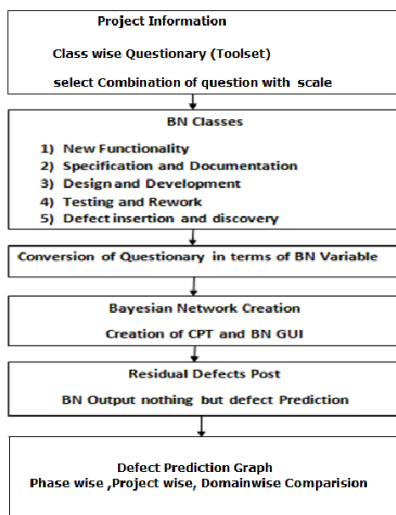 Project Information
Class wise Questionary (Toolset)
select Combination of question with scale
BN Classes
1) New Functionality
2) Specification and Documentation
3) Design and Development
4) Testing and Rework
5) Defect insertion and discovery
Conversion of Questionary in terms of BN Variable
Bayesian Network Creation
Creation of CPT and BN GUI
Residual Defects Post
BN Output nothing but defect Prediction
Defect Prediction Graph
Phase wise ,Project wise, Domainwise Comparision